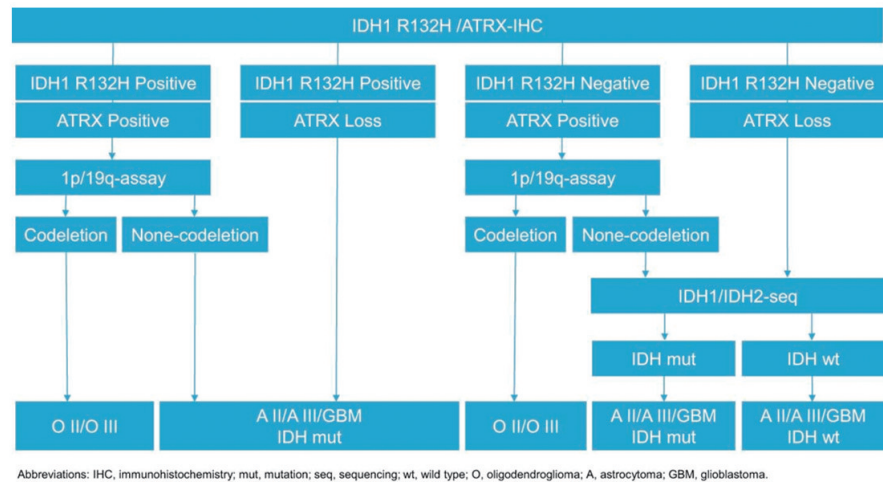 IDH1 R132H /ATRX-IHC
IDH1 R132H Positive
IDH1 R132H Positive
IDH1 R132H Negative
IDH1 R132H Negative
ATRX Positive
ATRX Loss
ATRX Positive
ATRX Loss
1p/19q-assay
1p/19q-assay
Codeletion
None-codeletion
Codeletion
None-codeletion
IDH1/IDH2-seq
IDH mut
IDH wt
O II/O III
A II/A III/GBM
IDH mut
O II/O III
A II/A III/GBM
IDH mut
A II/A III/GBM
IDH wt
Abbreviations: IHC, immunohistochemistry; mut, mutation; seq, sequencing; wt, wild type; O, oligodendroglioma; A, astrocytoma; GBM, glioblastoma.